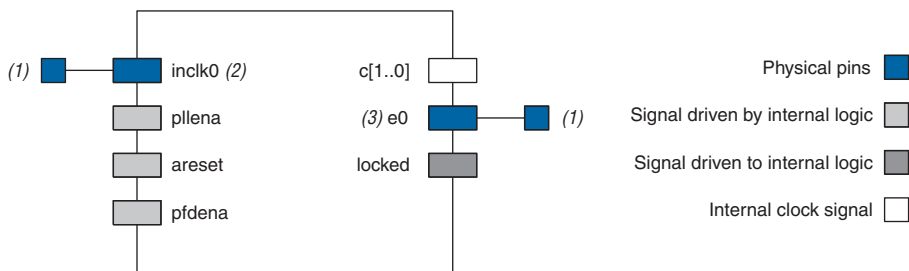 (1) inclk0 (2)
pllena
areset
pfdena
c[1..0]
(3) e0 (1)
locked
Physical pins
Signal driven by internal logic
Signal driven to internal logic
Internal clock signal